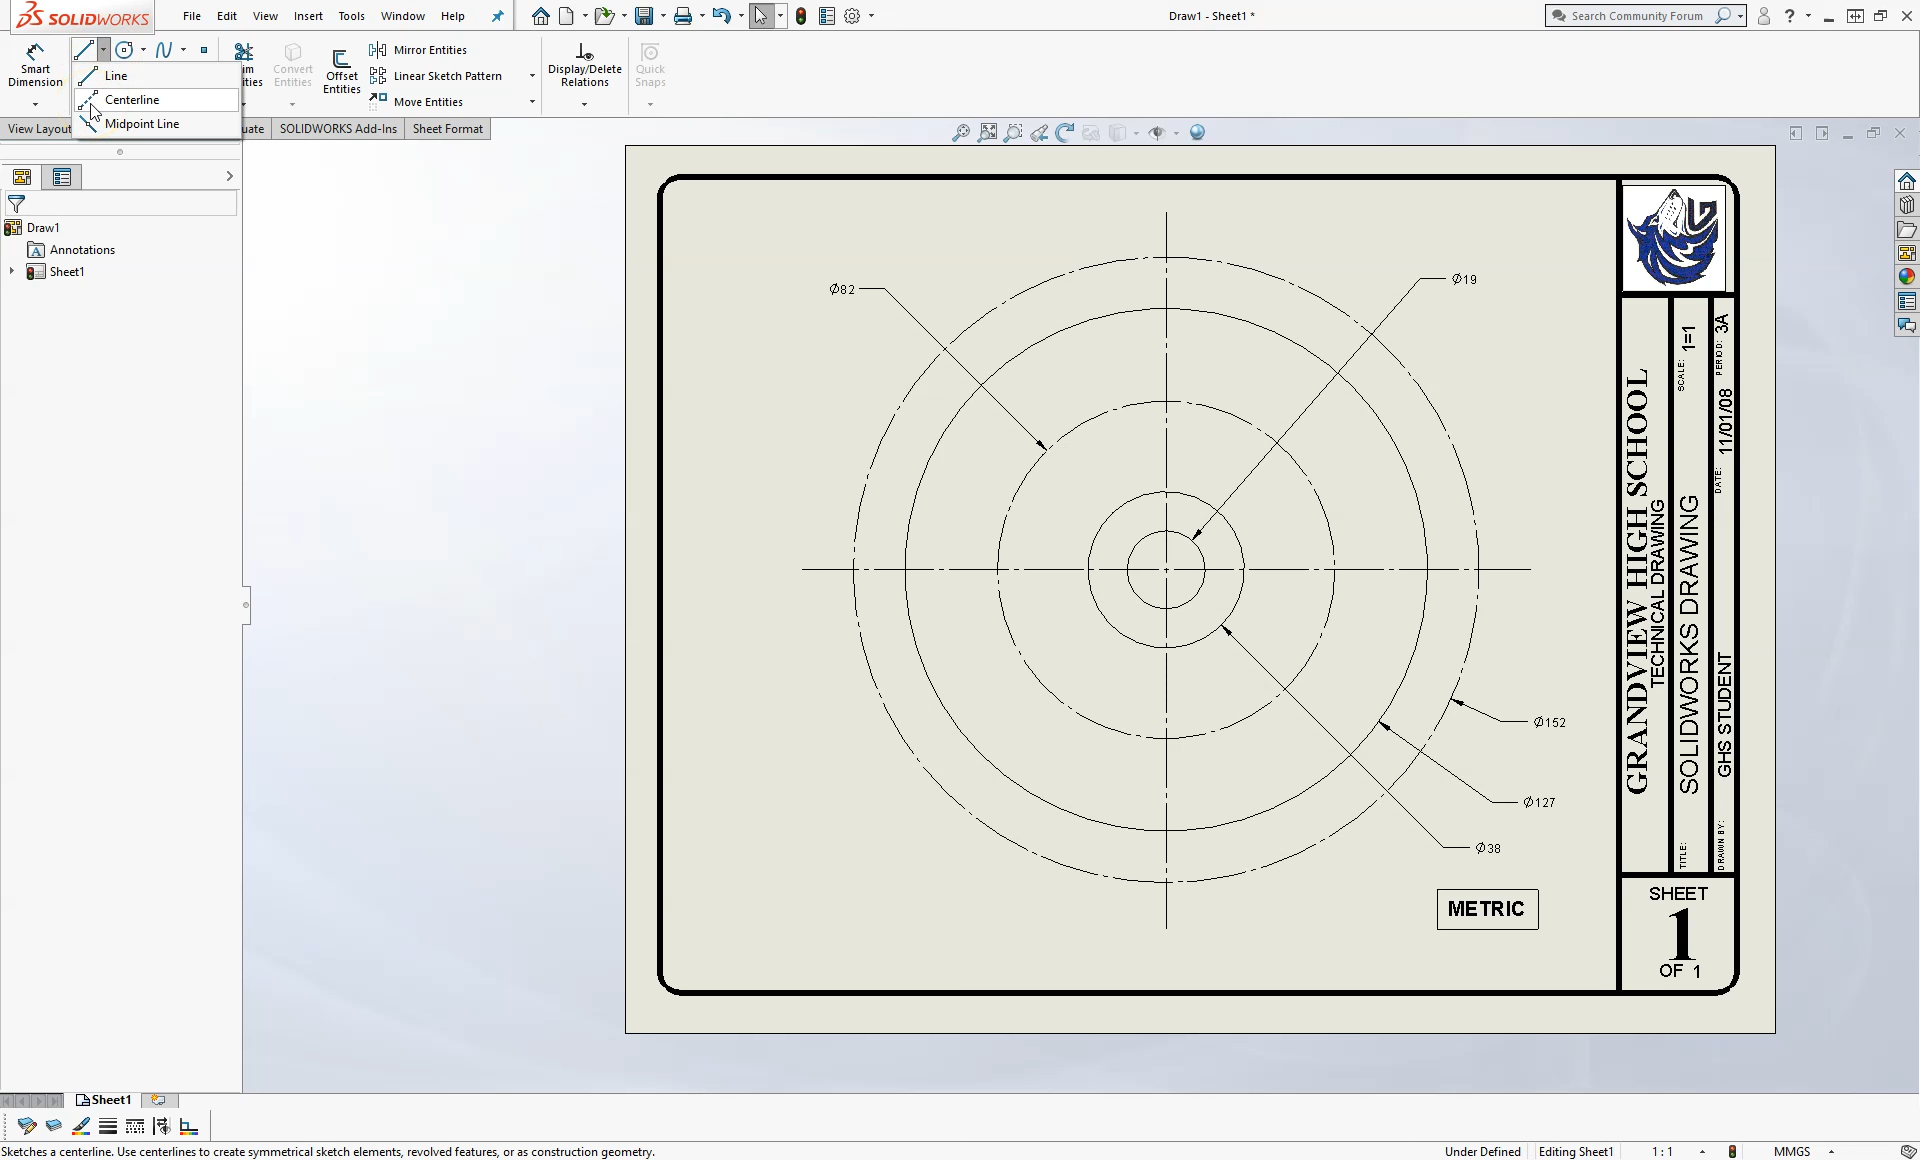 SOLIDWORKS
File Edit View Insert Tools Window Help
Draw1 - Sheet1 *
Search Community Forum
Smart Dimension
Line
Centerline
Midpoint Line
im
ities
Convert Entities
Offset Entities
Mirror Entities
Linear Sketch Pattern
Move Entities
Display/Delete Relations
Quick Snaps
View Layou
uate
SOLIDWORKS Add-Ins
Sheet Format
Draw1
Annotations
Sheet1
Ø82
Ø19
Ø152
Ø127
Ø38
METRIC
GRANDVIEW HIGH SCHOOL
TECHNICAL DRAWING
TITLE: SOLIDWORKS DRAWING SCALE: 1=1
DRAWN BY: GHS STUDENT DATE: 11/01/08 PERIOD: 3A
SHEET
1
OF 1
Sheet1
Sketches a centerline. Use centerlines to create symmetrical sketch elements, revolved features, or as construction geometry.
Under Defined Editing Sheet1 1:1 MMGS